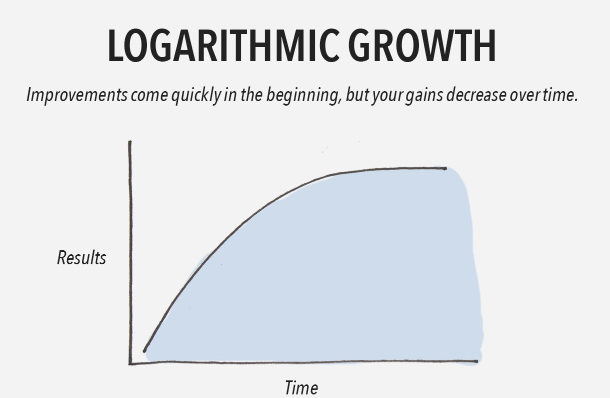 LOGARITHMIC GROWTH
Improvements come quickly in the beginning, but your gains decrease over time.
Results
Time